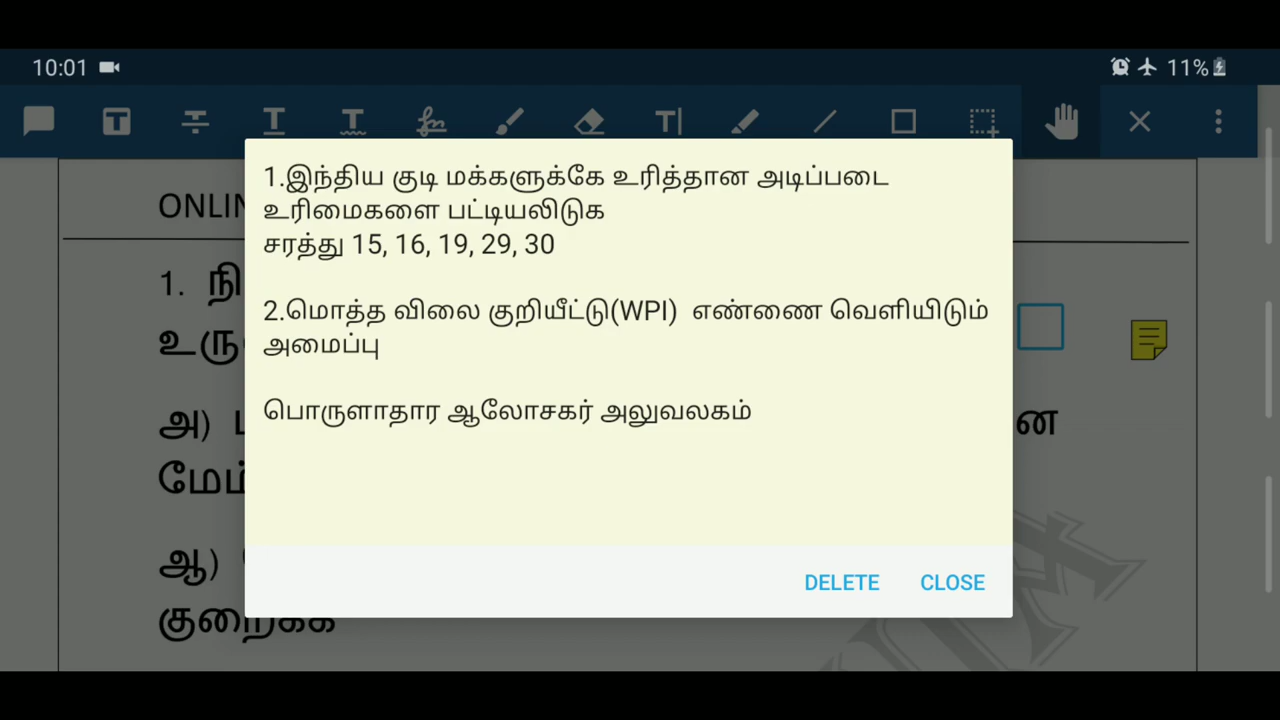 10:01
11%
ONLIN
1.இந்திய குடி மக்களுக்கே உரித்தான அடிப்படை
உரிமைகளை பட்டியலிடுக
சரத்து 15, 16, 19, 29, 30
2.மொத்த விலை குறியீட்டு(WPI) எண்ணை வெளியிடும்
அமைப்பு
பொருளாதார ஆலோசகர் அலுவலகம்
DELETE CLOSE
1. நி
உரு
அ)
ன
மேம்
ஆ)
குறைக்க